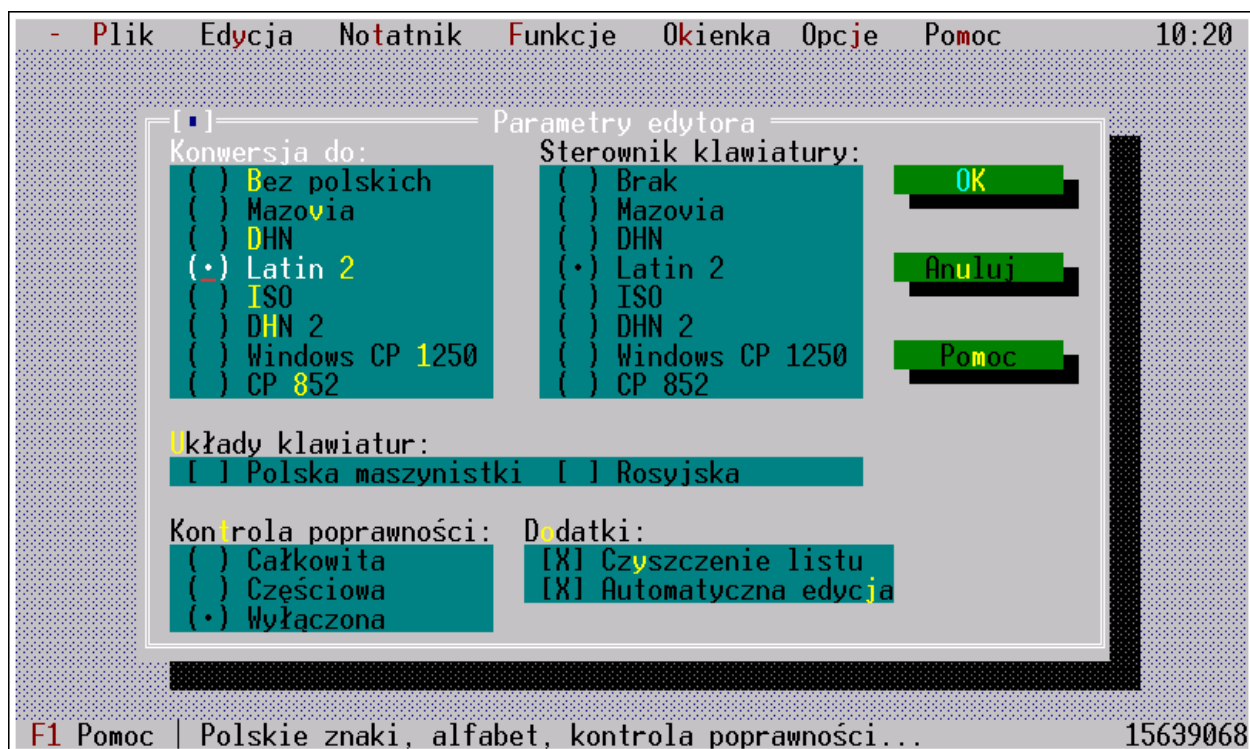 - Plik Edycja Notatnik Funkcje Okienka Opcje Pomoc 10:20
[▪] Parametry edytora
Konwersja do:
( ) Bez polskich
( ) Mazovia
( ) DHN
(•) Latin 2
( ) ISO
( ) DHN 2
( ) Windows CP 1250
( ) CP 852
Sterownik klawiatury:
( ) Brak
( ) Mazovia
( ) DHN
(•) Latin 2
( ) ISO
( ) DHN 2
( ) Windows CP 1250
( ) CP 852
OK
Anuluj
Pomoc
Układy klawiatur:
[ ] Polska maszynistki [ ] Rosyjska
Kontrola poprawności:
( ) Całkowita
( ) Częściowa
(•) Wyłączona
Dodatki:
[X] Czyszczenie listu
[X] Automatyczna edycja
F1 Pomoc | Polskie znaki, alfabet, kontrola poprawności... 15639068